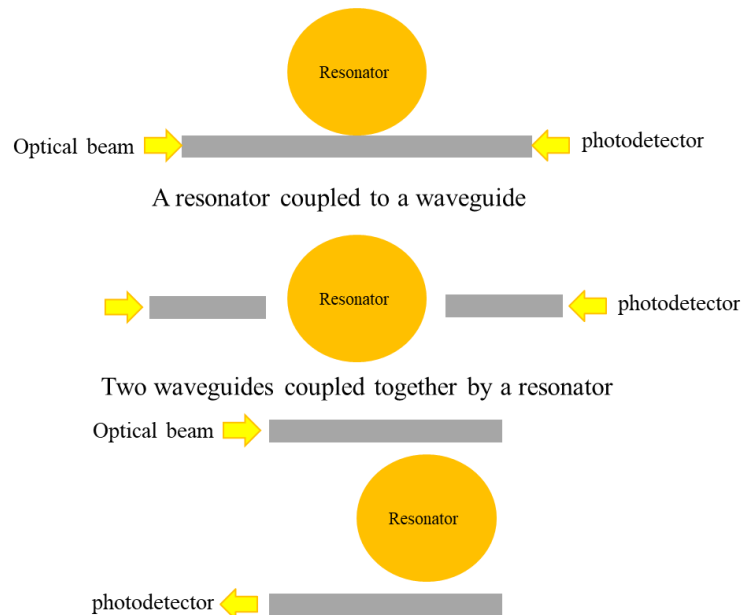 Resonator
Optical beam
photodetector
A resonator coupled to a waveguide
Resonator
photodetector
Two waveguides coupled together by a resonator
Optical beam
Resonator
photodetector